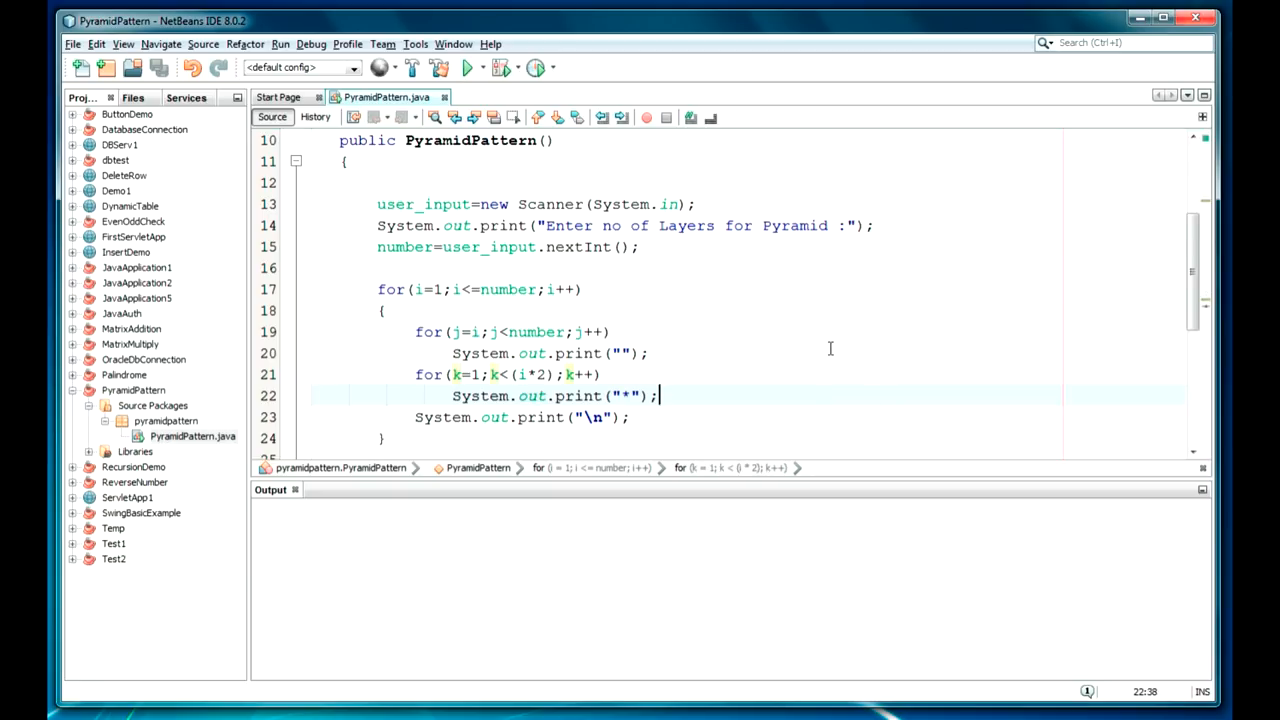 PyramidPattern - NetBeans IDE 8.0.2
File Edit View Navigate Source Refactor Run Debug Profile Team Tools Window Help
Search (Ctrl+I)
<default config>
Proj... Files Services
Start Page PyramidPattern.java
Source History
ButtonDemo
DatabaseConnection
DBServ1
dbtest
DeleteRow
Demo1
DynamicTable
EvenOddCheck
FirstServletApp
InsertDemo
JavaApplication1
JavaApplication2
JavaApplication5
JavaAuth
MatrixAddition
MatrixMultiply
OracleDbConnection
Palindrome
PyramidPattern
Source Packages
pyramidpattern
PyramidPattern.java
Libraries
RecursionDemo
ReverseNumber
ServletApp1
SwingBasicExample
Temp
Test1
Test2
10 public PyramidPattern()
11 {
12
13 user_input=new Scanner(System.in);
14 System.out.print("Enter no of Layers for Pyramid :");
15 number=user_input.nextInt();
16
17 for(i=1;i<=number;i++)
18 {
19 for(j=i;j<number;j++)
20 System.out.print("");
21 for(k=1;k<(i*2);k++)
22 System.out.print("*");
23 System.out.print("\n");
24 }
pyramidpattern.PyramidPattern PyramidPattern for (i = 1; i <= number; i++) for (k = 1; k < (i * 2); k++)
Output
1 22:38 INS